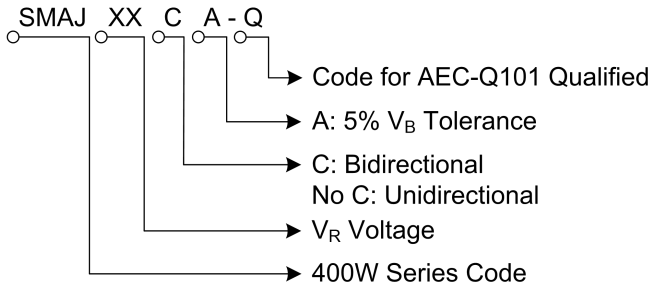 SMAJ XX C A - Q
Code for AEC-Q101 Qualified
A: 5% VB Tolerance
C: Bidirectional
No C: Unidirectional
VR Voltage
400W Series Code